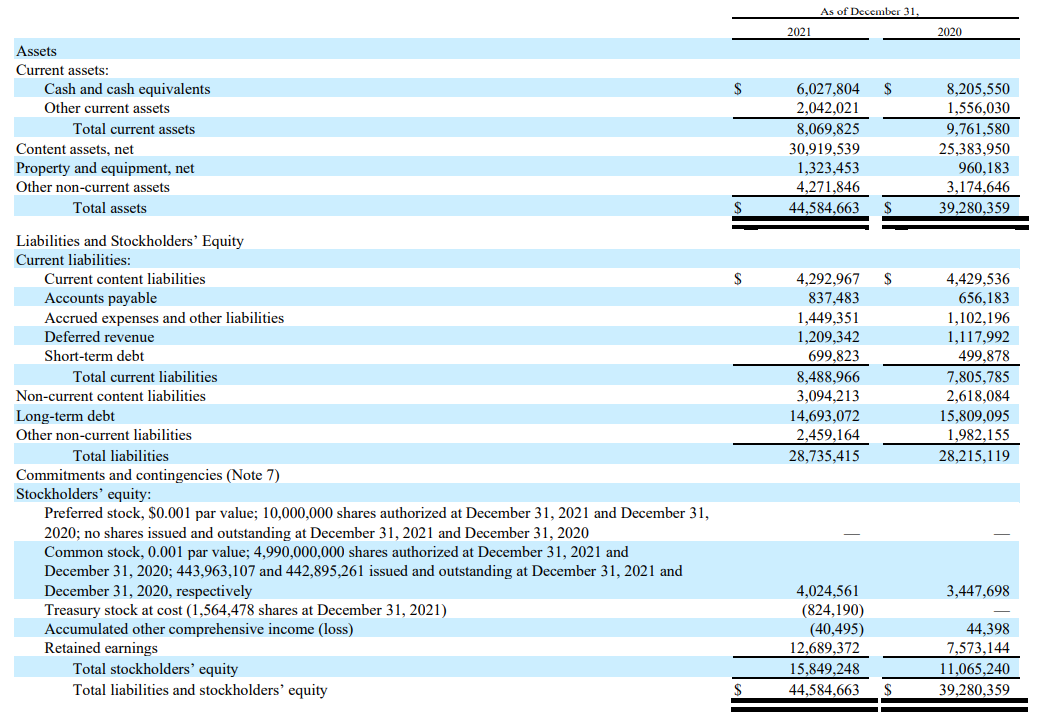 As of December 31,
2021 2020
Assets
Current assets:
Cash and cash equivalents $ 6,027,804 $ 8,205,550
Other current assets 2,042,021 1,556,030
Total current assets 8,069,825 9,761,580
Content assets, net 30,919,539 25,383,950
Property and equipment, net 1,323,453 960,183
Other non-current assets 4,271,846 3,174,646
Total assets $ 44,584,663 $ 39,280,359
Liabilities and Stockholders’ Equity
Current liabilities:
Current content liabilities $ 4,292,967 $ 4,429,536
Accounts payable 837,483 656,183
Accrued expenses and other liabilities 1,449,351 1,102,196
Deferred revenue 1,209,342 1,117,992
Short-term debt 699,823 499,878
Total current liabilities 8,488,966 7,805,785
Non-current content liabilities 3,094,213 2,618,084
Long-term debt 14,693,072 15,809,095
Other non-current liabilities 2,459,164 1,982,155
Total liabilities 28,735,415 28,215,119
Commitments and contingencies (Note 7)
Stockholders’ equity:
Preferred stock, $0.001 par value; 10,000,000 shares authorized at December 31, 2021 and December 31,
2020; no shares issued and outstanding at December 31, 2021 and December 31, 2020 — —
Common stock, 0.001 par value; 4,990,000,000 shares authorized at December 31, 2021 and
December 31, 2020; 443,963,107 and 442,895,261 issued and outstanding at December 31, 2021 and
December 31, 2020, respectively 4,024,561 3,447,698
Treasury stock at cost (1,564,478 shares at December 31, 2021) (824,190) —
Accumulated other comprehensive income (loss) (40,495) 44,398
Retained earnings 12,689,372 7,573,144
Total stockholders’ equity 15,849,248 11,065,240
Total liabilities and stockholders’ equity $ 44,584,663 $ 39,280,359